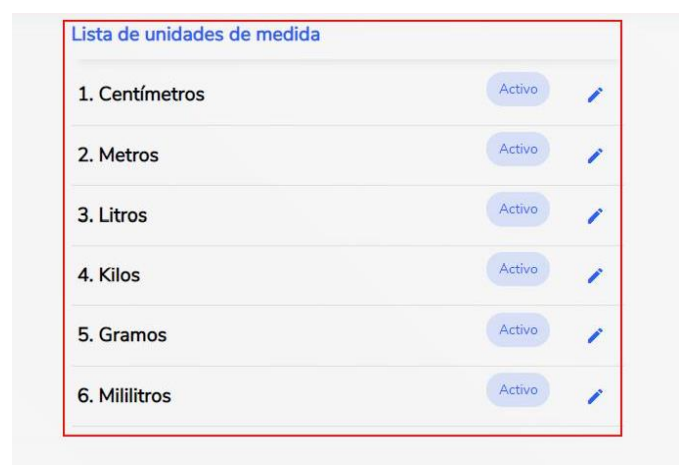 Lista de unidades de medida
1. Centímetros Activo
2. Metros Activo
3. Litros Activo
4. Kilos Activo
5. Gramos Activo
6. Mililitros Activo